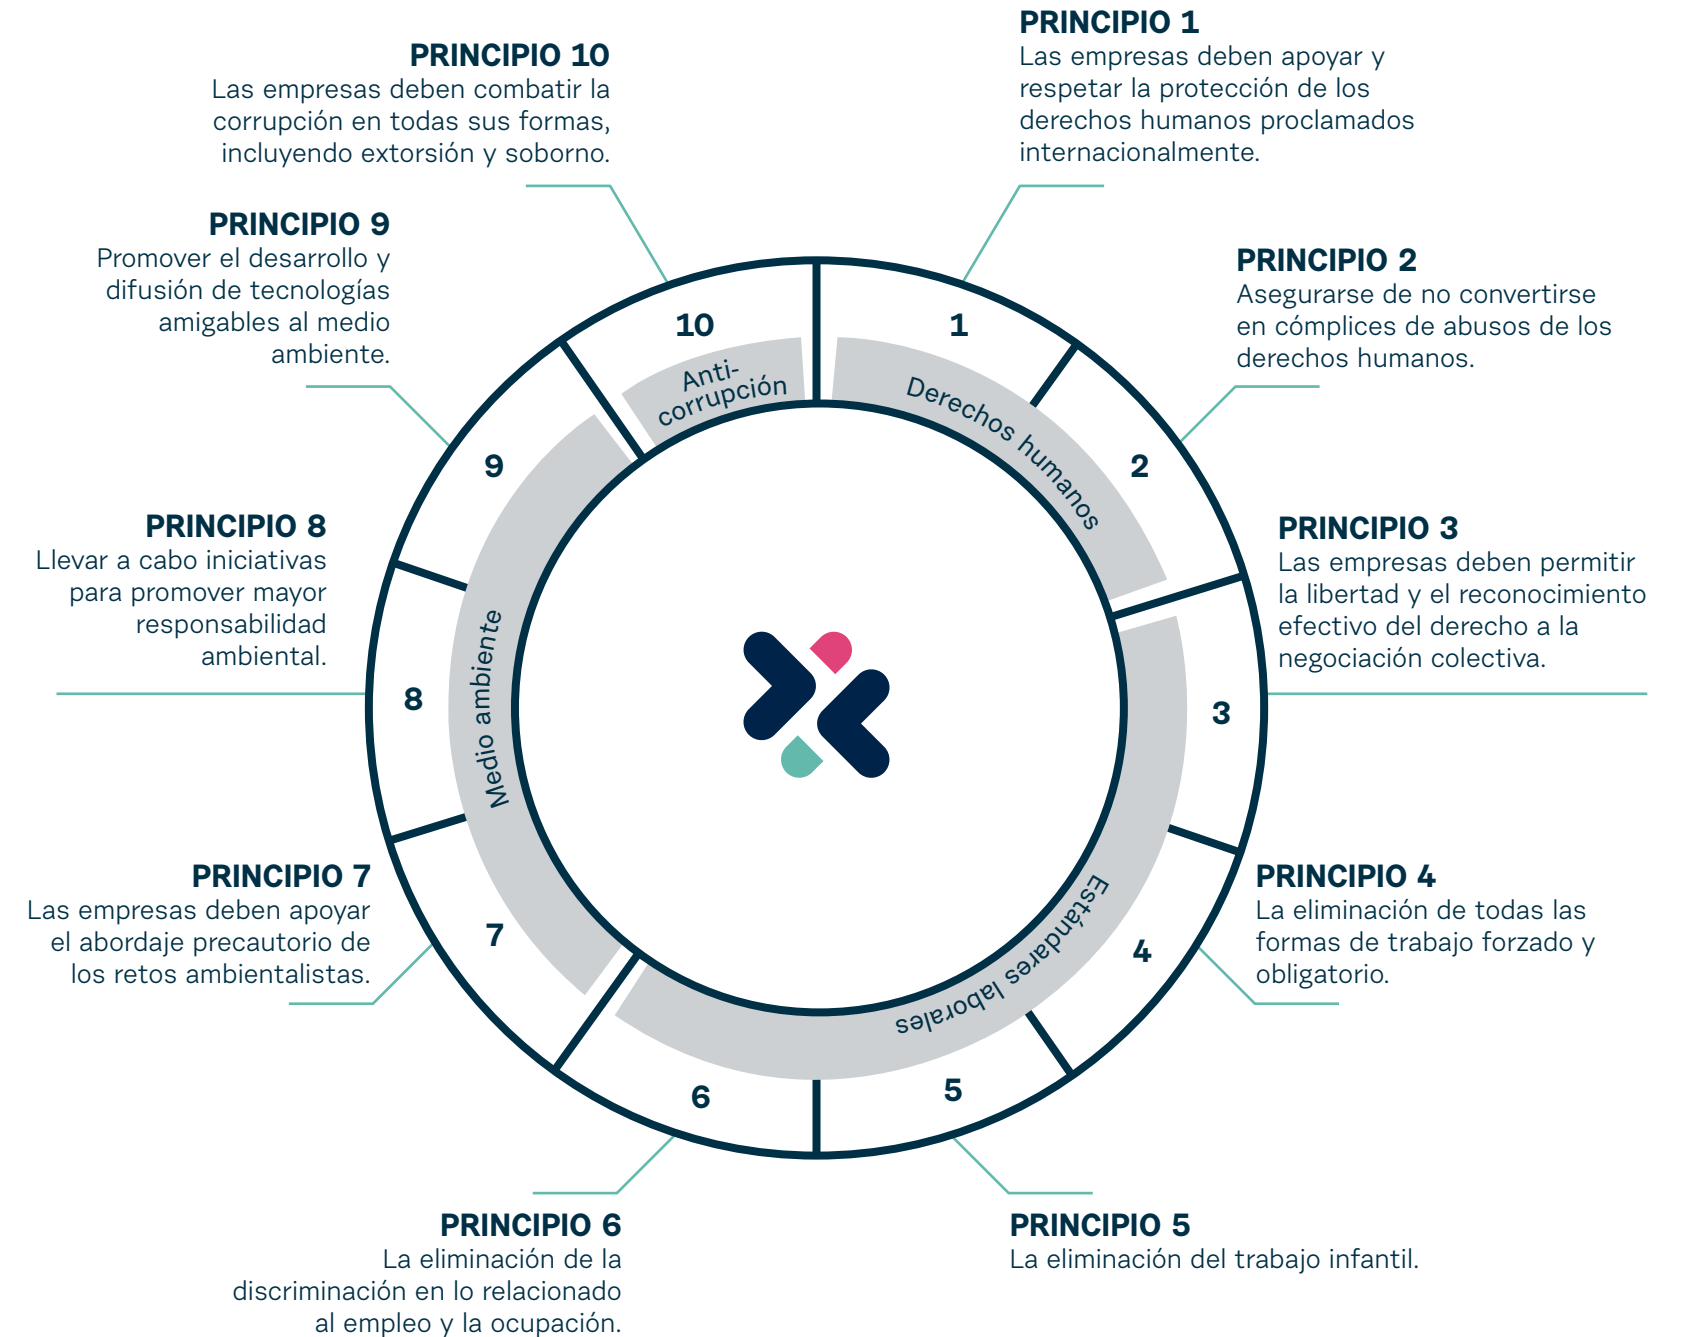 PRINCIPIO 1
Las empresas deben apoyar y
respetar la protección de los
derechos humanos proclamados
internacionalmente.
PRINCIPIO 2
Asegurarse de no convertirse
en cómplices de abusos de los
derechos humanos.
PRINCIPIO 3
Las empresas deben permitir
la libertad y el reconocimiento
efectivo del derecho a la
negociación colectiva.
PRINCIPIO 4
La eliminación de todas las
formas de trabajo forzado y
obligatorio.
PRINCIPIO 5
La eliminación del trabajo infantil.
PRINCIPIO 6
La eliminación de la
discriminación en lo relacionado
al empleo y la ocupación.
PRINCIPIO 7
Las empresas deben apoyar
el abordaje precautorio de
los retos ambientalistas.
PRINCIPIO 8
Llevar a cabo iniciativas
para promover mayor
responsabilidad
ambiental.
PRINCIPIO 9
Promover el desarrollo y
difusión de tecnologías
amigables al medio
ambiente.
PRINCIPIO 10
Las empresas deben combatir la
corrupción en todas sus formas,
incluyendo extorsión y soborno.
1
2
3
4
5
6
7
8
9
10
Derechos humanos
Estándares laborales
Medio ambiente
Anti-
corrupción